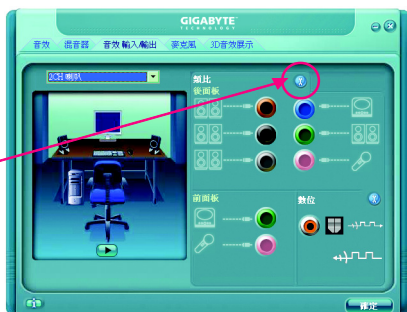 GIGABYTE
TECHNOLOGY
音效 混音器 音效輸入/輸出 麥克風 3D音效展示
2CH 喇叭
類比
後面板
前面板
數位
確定